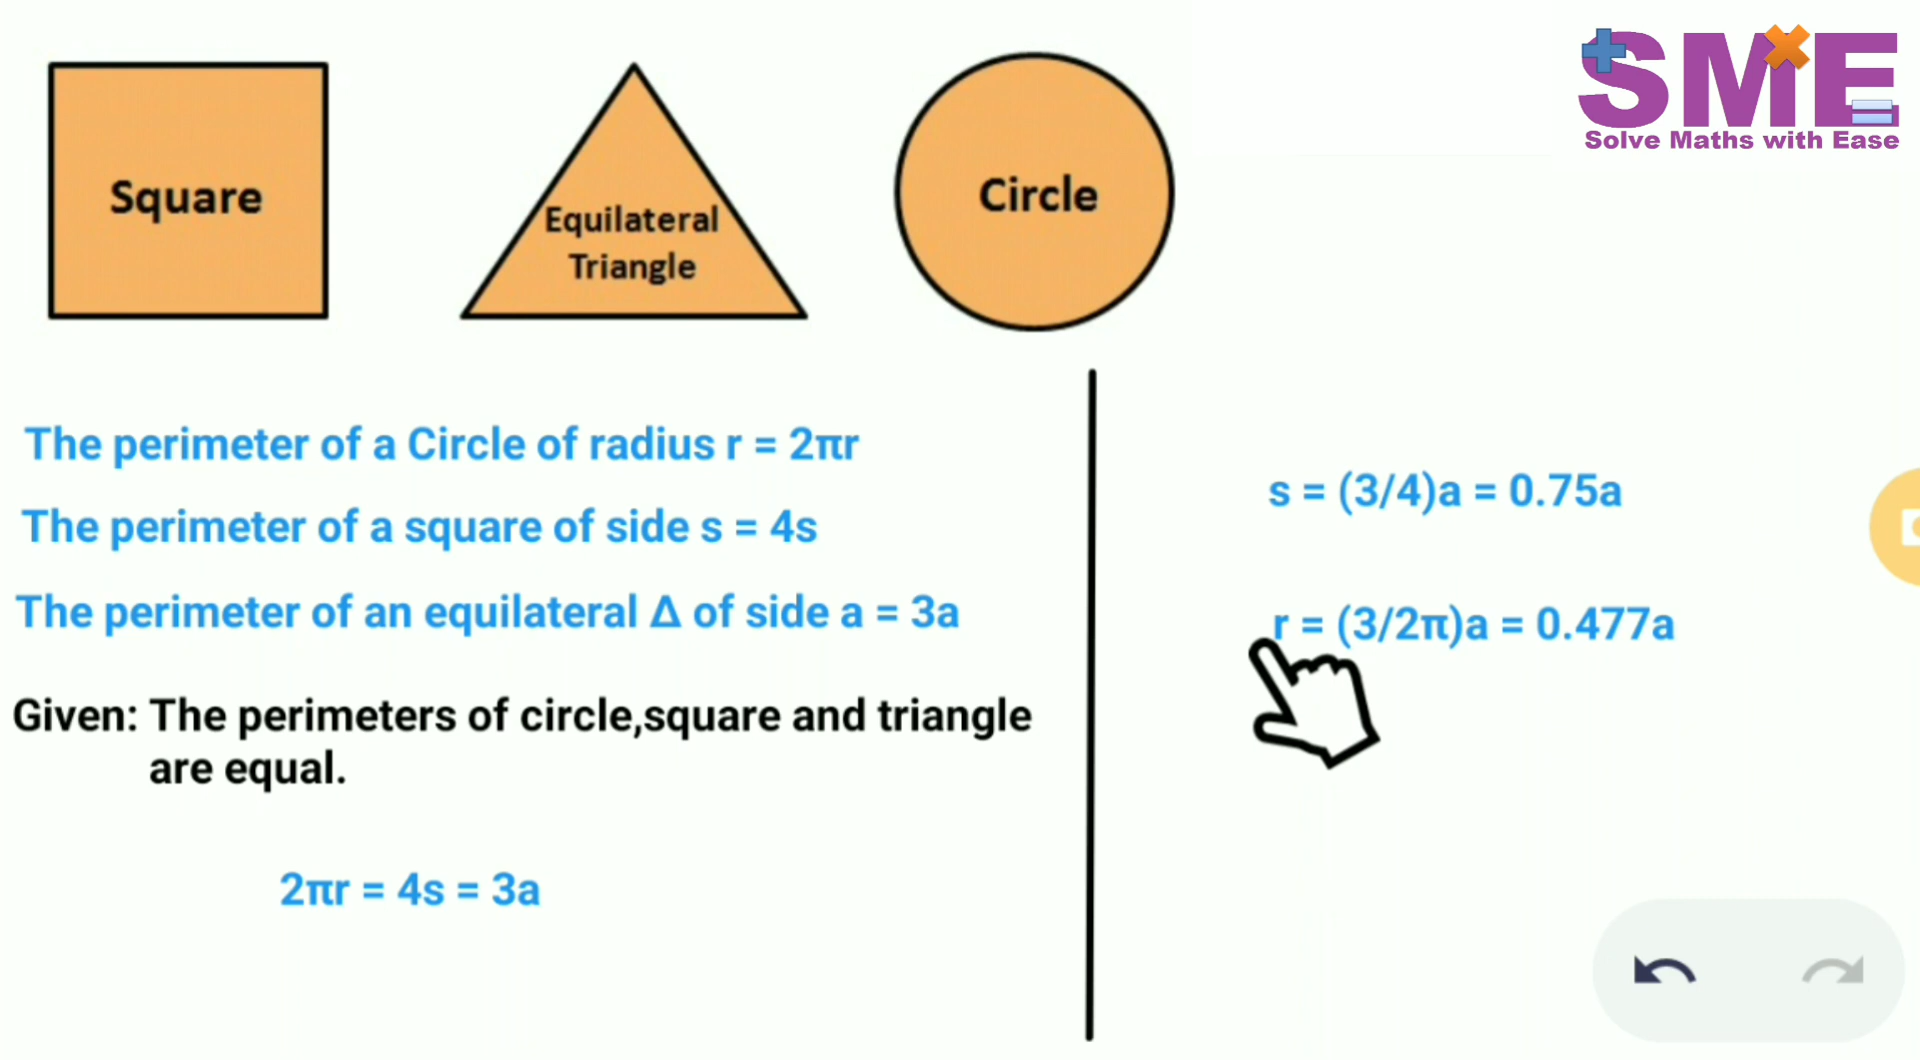 SME
Solve Maths with Ease
Square
Equilateral
Triangle
Circle
The perimeter of a Circle of radius r = 2πr
The perimeter of a square of side s = 4s
The perimeter of an equilateral Δ of side a = 3a
Given: The perimeters of circle,square and triangle
are equal.
2πr = 4s = 3a
s = (3/4)a = 0.75a
r = (3/2π)a = 0.477a